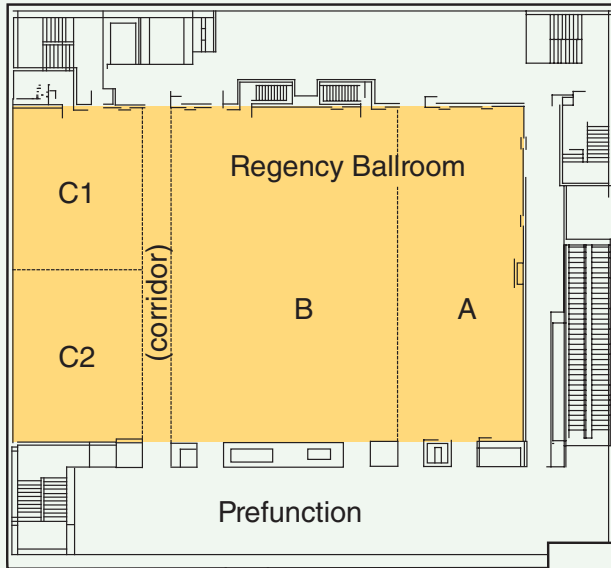 Regency Ballroom
C1
(corridor)
B
A
C2
Prefunction